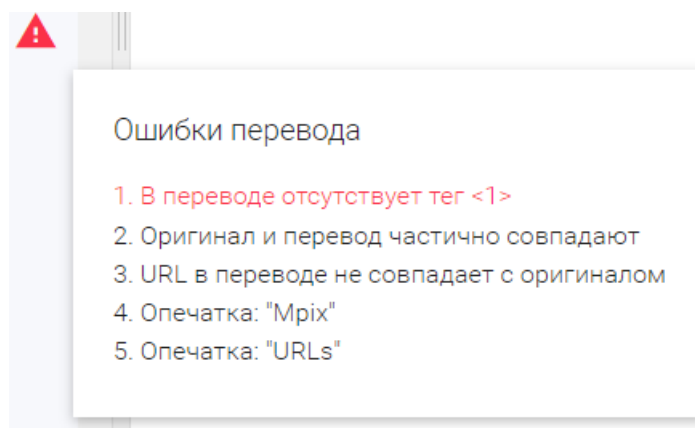 Ошибки перевода
1. В переводе отсутствует тег <1>
2. Оригинал и перевод частично совпадают
3. URL в переводе не совпадает с оригиналом
4. Опечатка: "Mpix"
5. Опечатка: "URLs"